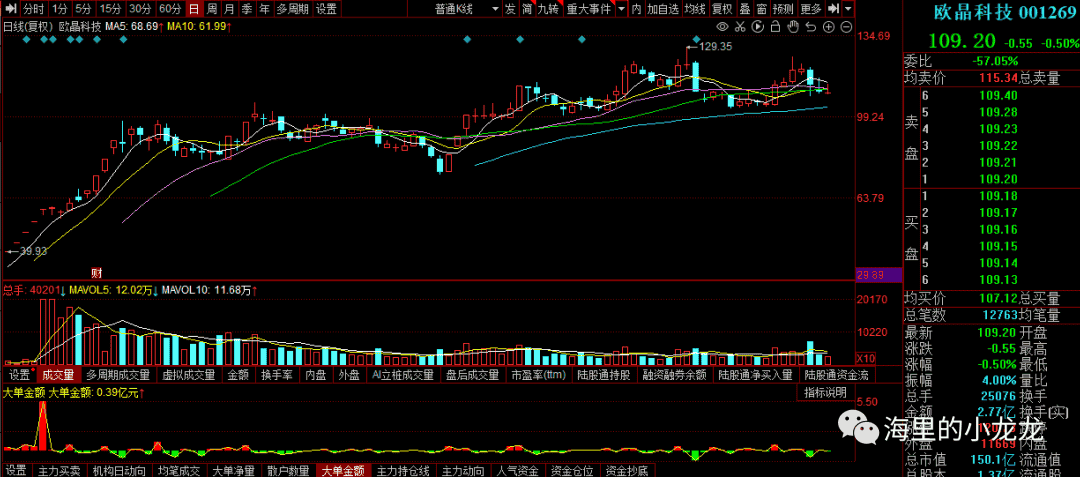 分时 1分 5分 15分 30分 60分 日 周 月 季 年 多周期 设置 普通K线 发 简 九转 重大事件 内 加自选 均线 复权 叠 窗 预测 更多
日线(复权) 欧晶科技 MA5: 68.69↑ MA10: 61.99↑
129.35
39.93
财
134.69
99.24
63.79
29.89
总手: 40201↓ MAVOL5: 12.02万↓ MAVOL10: 11.68万↑
20170
10220
X10
设置 成交量 多周期成交量 虚拟成交量 金额 换手率 内盘 外盘 AI立桩成交量 盘后成交量 市盈率(ttm) 陆股通持股 融资融券余额 陆股通净买入量 陆股通资金流
大单金额 大单金额: 0.39亿元↑
指标说明
5.50
设置 主力买卖 机构日动向 均笔成交 大单净量 散户数量 大单金额 主力持仓线 主力动向 人气资金 资金仓位 资金抄底
欧晶科技 001269
109.20 -0.55 -0.50%
委比 -57.05%
均卖价 115.34 总卖量
卖盘
6 109.40
5 109.28
4 109.23
3 109.22
2 109.21
1 109.20
买盘
1 109.18
2 109.17
3 109.16
4 109.15
5 109.14
6 109.13
均买价 107.12 总买量
总笔数 12763 均笔量
最新 109.20 开盘
涨跌 -0.55 最高
涨幅 -0.50% 最低
振幅 4.00% 量比
总手 25076 换手
金额 2.77亿 换手(实)
外盘 11669 内盘
总市值 150.1亿 流通值
总股本 1.37亿 流通股
海里的小龙龙